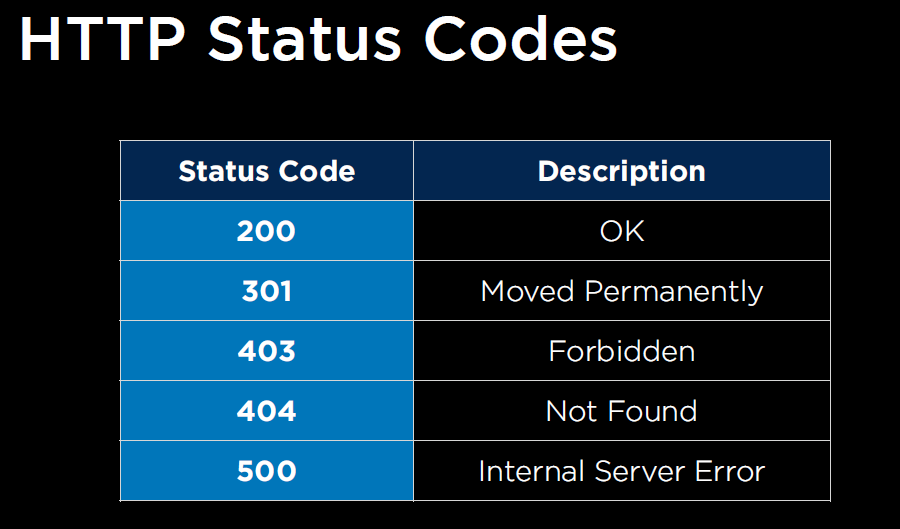 HTTP Status Codes
Status Code Description
200 OK
301 Moved Permanently
403 Forbidden
404 Not Found
500 Internal Server Error